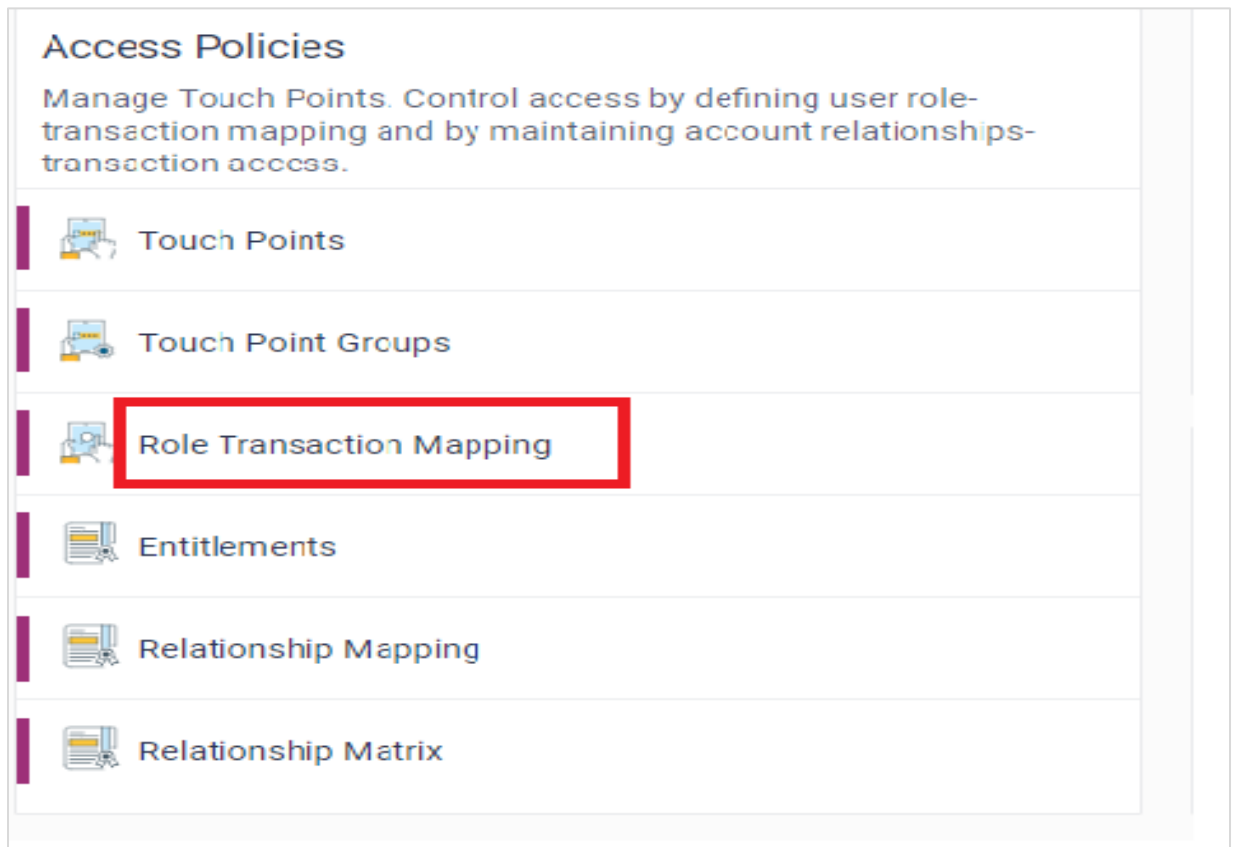 Access Policies
Manage Touch Points. Control access by defining user role-
transaction mapping and by maintaining account relationships-
transaction access.
Touch Points
Touch Point Groups
Role Transaction Mapping
Entitlements
Relationship Mapping
Relationship Matrix